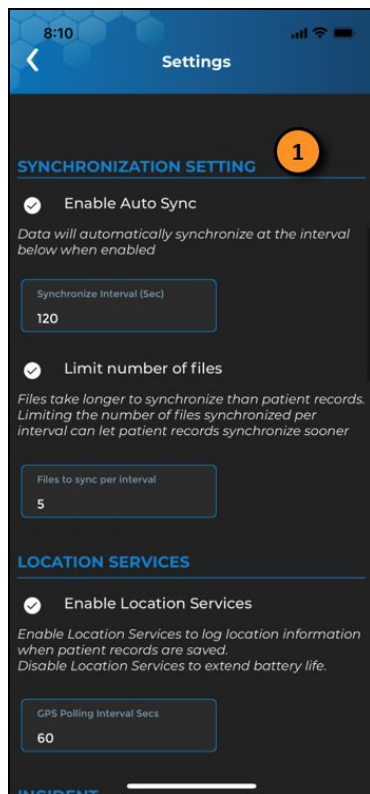 8:10
Settings
1
SYNCHRONIZATION SETTING
Enable Auto Sync
Data will automatically synchronize at the interval
below when enabled
Synchronize Interval (Sec)
120
Limit number of files
Files take longer to synchronize than patient records.
Limiting the number of files synchronized per
interval can let patient records synchronize sooner
Files to sync per interval
5
LOCATION SERVICES
Enable Location Services
Enable Location Services to log location information
when patient records are saved.
Disable Location Services to extend battery life.
GPS Polling Interval Secs
60
INCIDENT